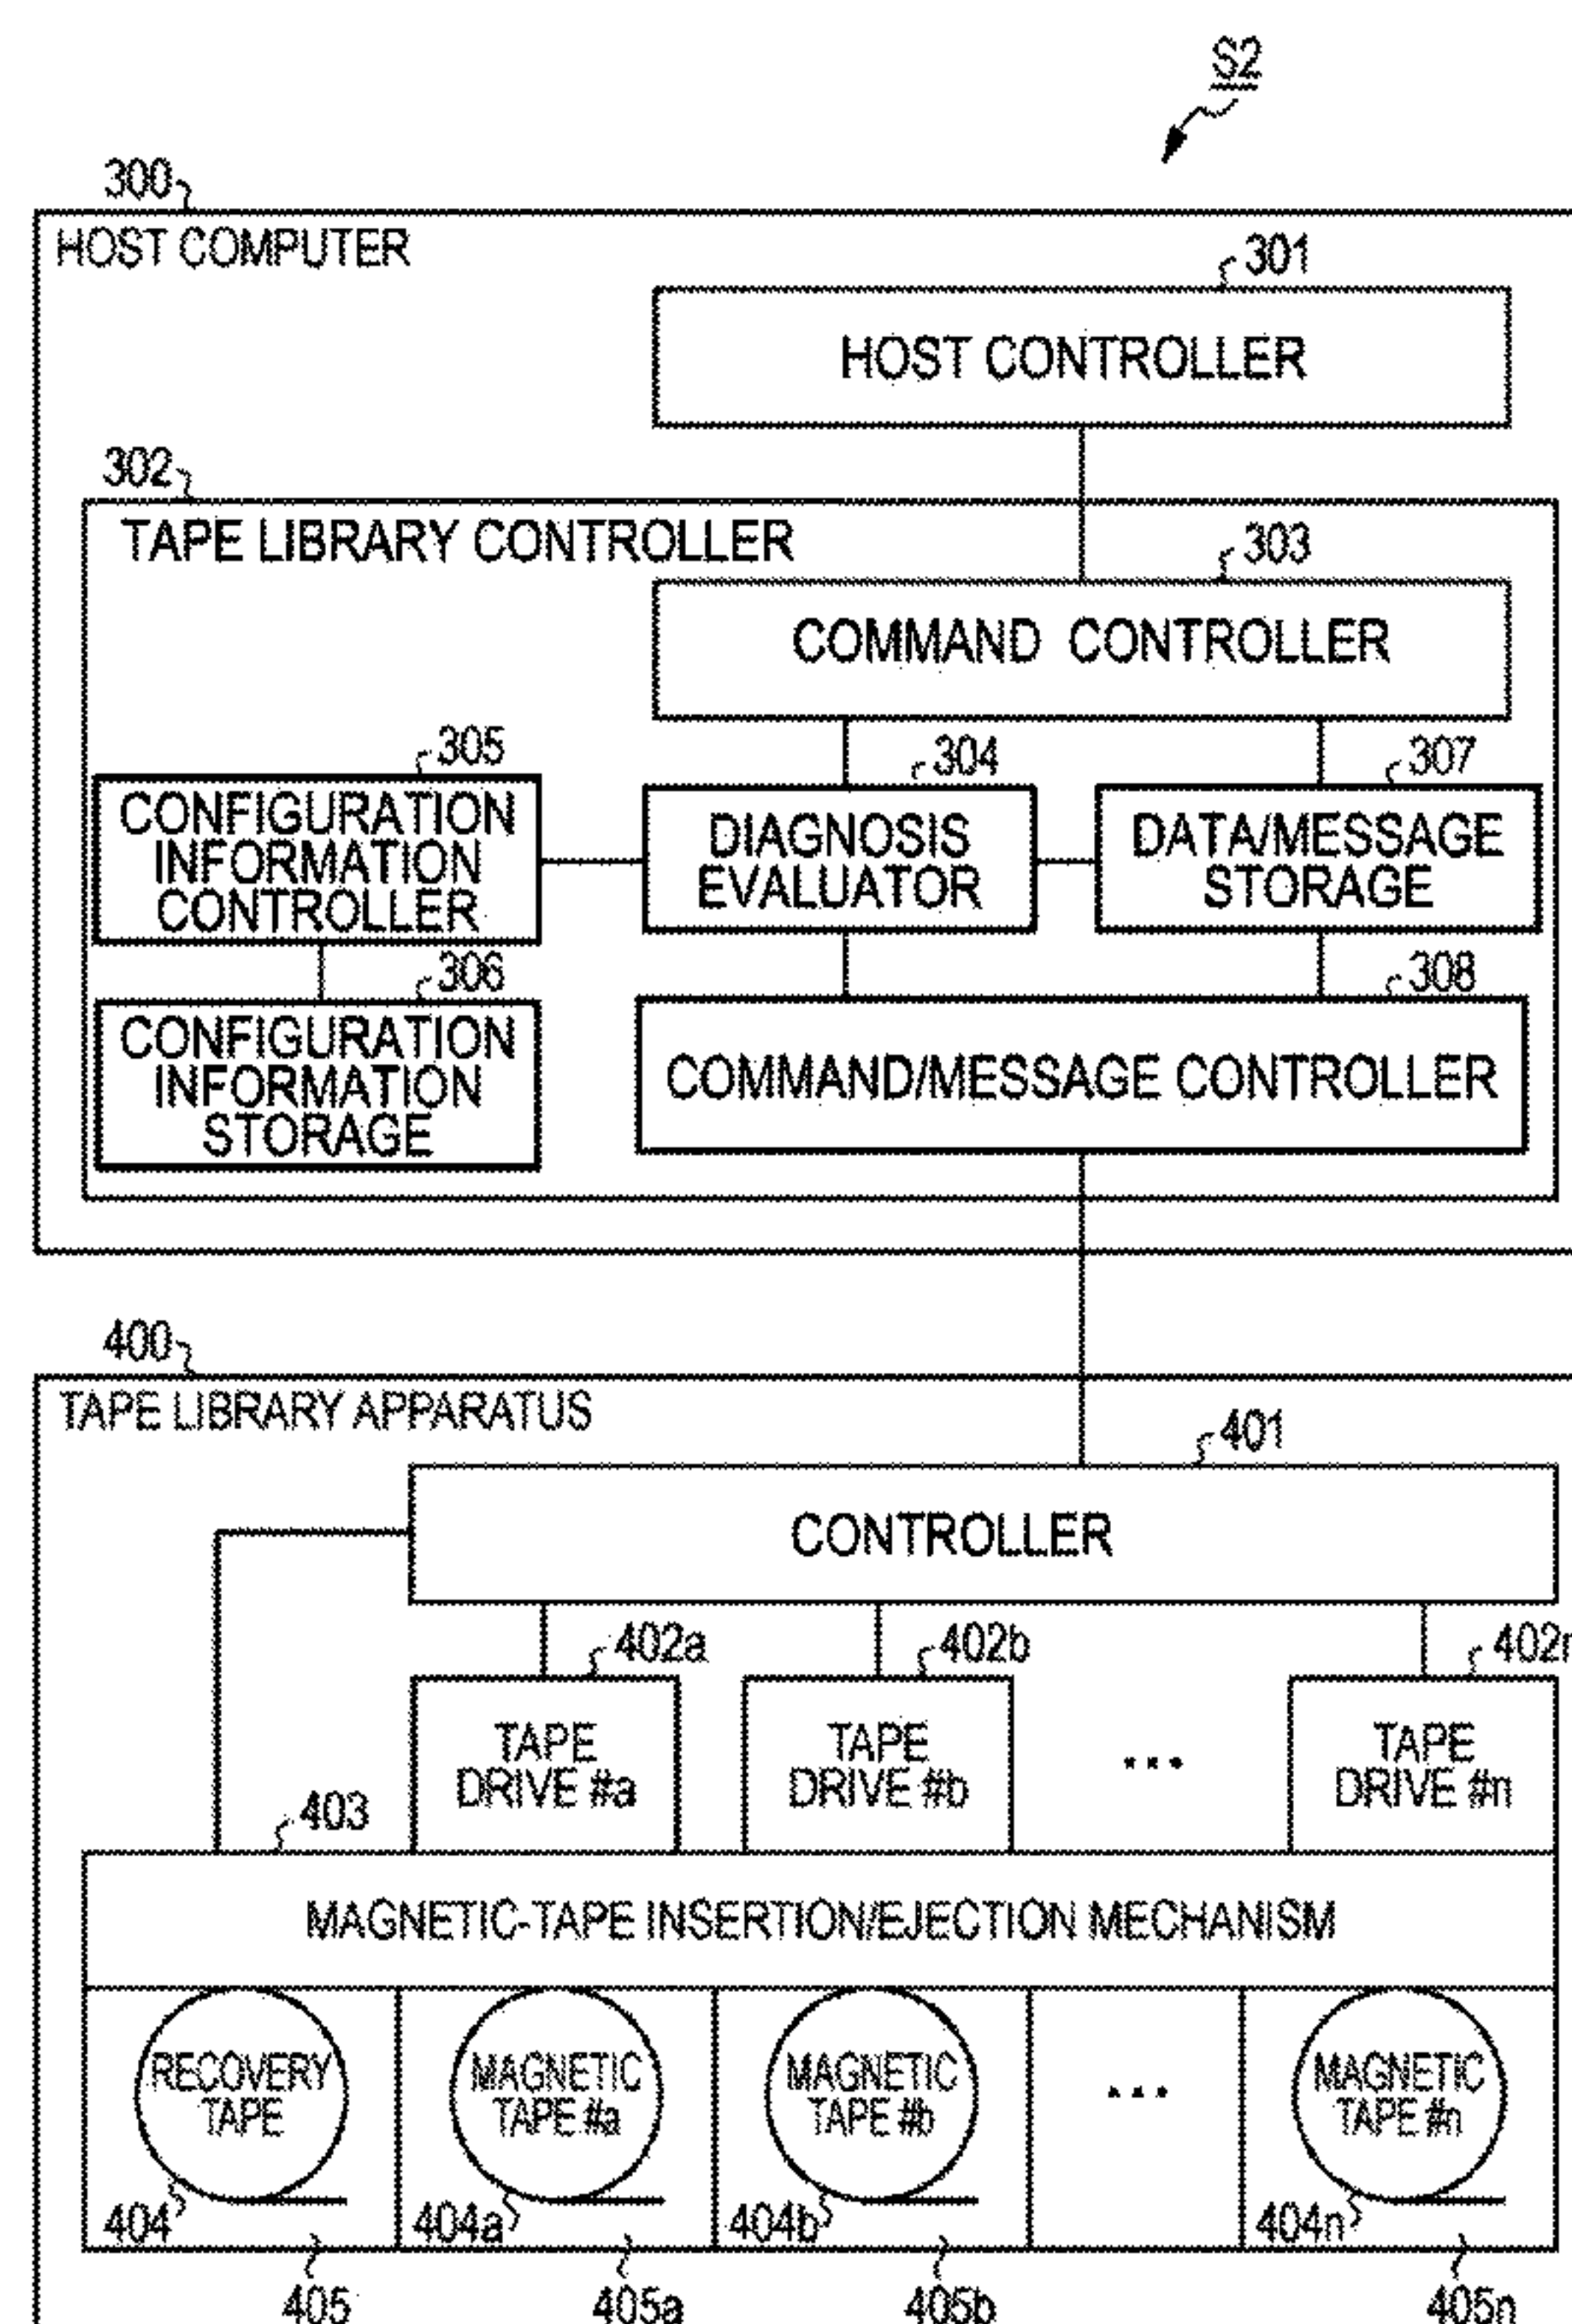 S2
300
HOST COMPUTER
301
HOST CONTROLLER
302
TAPE LIBRARY CONTROLLER
303
COMMAND CONTROLLER
305
304
307
CONFIGURATION
INFORMATION
CONTROLLER
DIAGNOSIS
EVALUATOR
DATA/MESSAGE
STORAGE
306
308
CONFIGURATION
INFORMATION
STORAGE
COMMAND/MESSAGE CONTROLLER
400
TAPE LIBRARY APPARATUS
401
CONTROLLER
402a
402b
402n
TAPE
DRIVE #a
TAPE
DRIVE #b
...
TAPE
DRIVE #n
403
MAGNETIC-TAPE INSERTION/EJECTION MECHANISM
RECOVERY
TAPE
MAGNETIC
TAPE #a
MAGNETIC
TAPE #b
...
MAGNETIC
TAPE #n
404
404a
404b
404n
405
405a
405b
405n